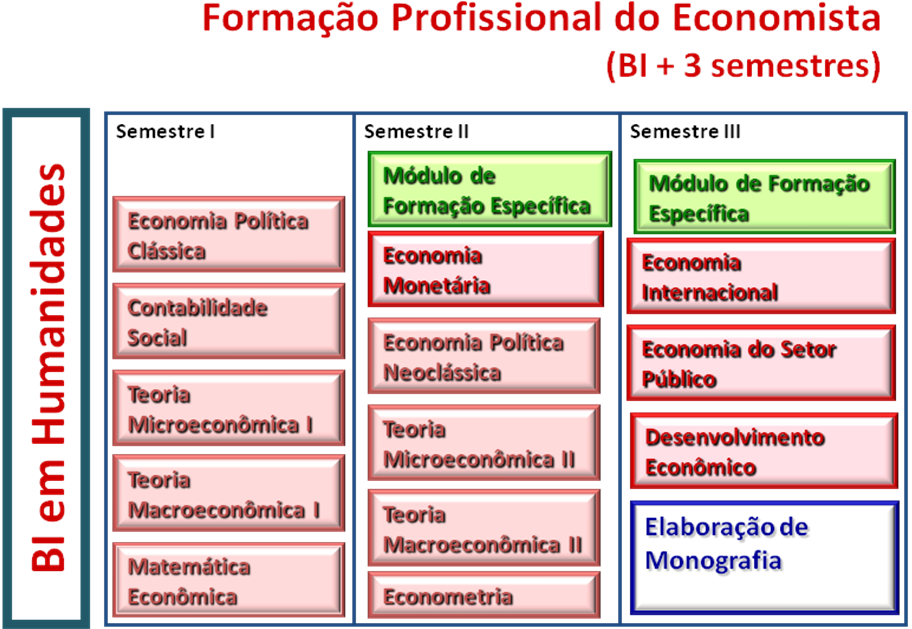 Formação Profissional do Economista
(BI + 3 semestres)
BI em Humanidades
Semestre I
Economia Política
Clássica
Contabilidade
Social
Teoria
Microeconômica I
Teoria
Macroeconômica I
Matemática
Econômica
Semestre II
Módulo de
Formação Específica
Economia
Monetária
Economia Política
Neoclássica
Teoria
Microeconômica II
Teoria
Macroeconômica II
Econometria
Semestre III
Módulo de Formação
Específica
Economia
Internacional
Economia do Setor
Público
Desenvolvimento
Econômico
Elaboração de
Monografia